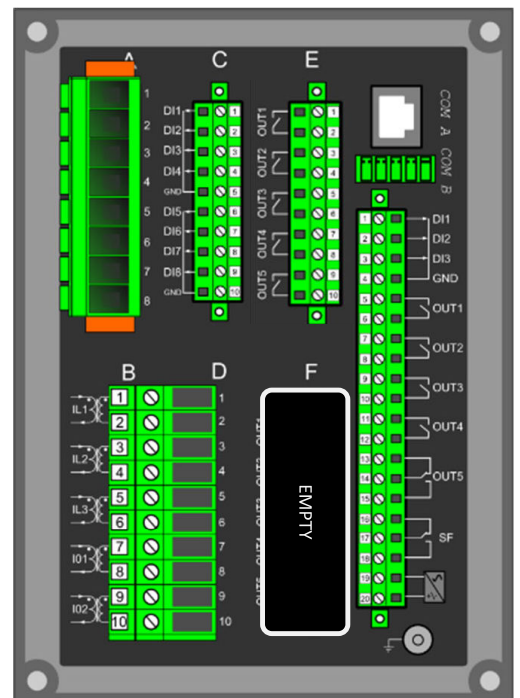 A
C
E
1
2
3
4
5
6
7
8
DI1
DI2
DI3
DI4
GND
DI5
DI6
DI7
DI8
GND
1
2
3
4
5
6
7
8
9
10
OUT1
OUT2
OUT3
OUT4
OUT5
1
2
3
4
5
6
7
8
9
10
COM A
COM B
1
2
3
4
5
6
7
8
9
10
11
12
13
14
15
16
17
18
19
20
DI1
DI2
DI3
GND
OUT1
OUT2
OUT3
OUT4
OUT5
SF
B
D
F
IL1
IL2
IL3
I01
I02
1
2
3
4
5
6
7
8
9
10
1
2
3
4
5
6
7
8
9
10
EMPTY